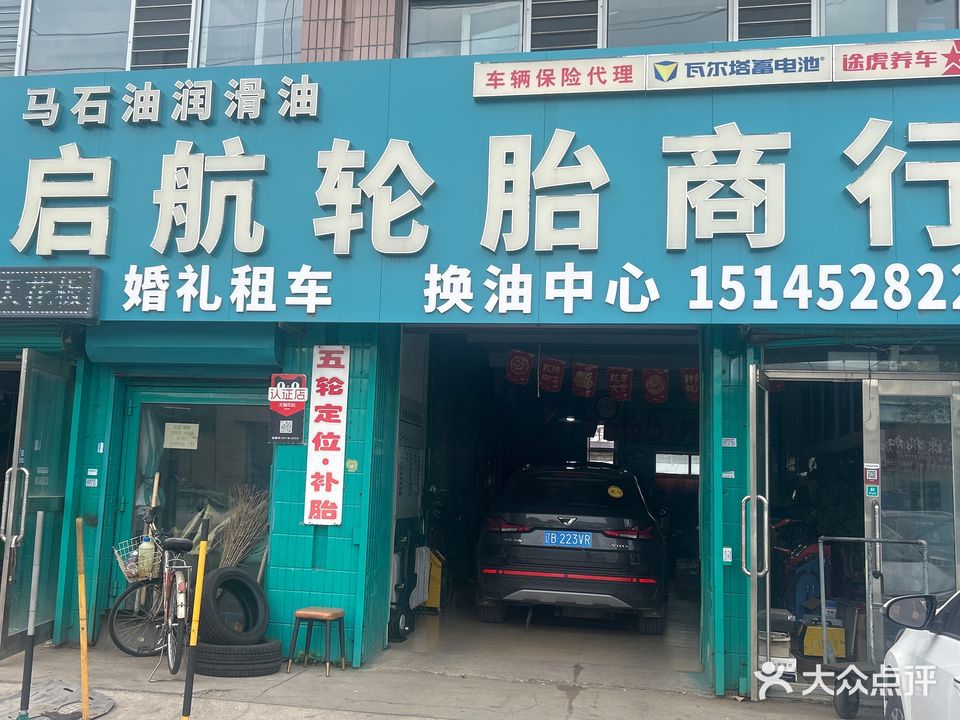 车辆保险代理
瓦尔塔蓄电池®
途虎养车
马石油润滑油
启航轮胎商行
婚礼租车
换油中心
15145282
五轮定位·补胎
认证店
辽B 223VR
大众点评